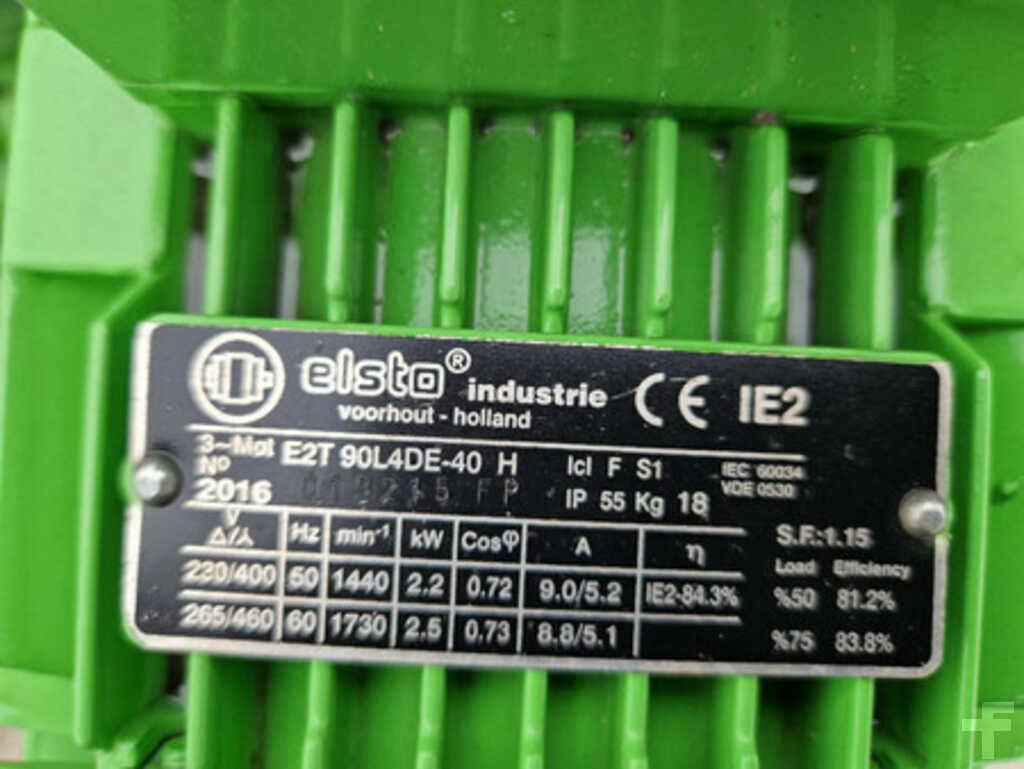 elsto® industrie CE IE2
voorhout - holland
3~Mot E2T 90L4DE-40 H Icl F S1 IEC 60034
Nº 2016 FP IP 55 Kg 18 VDE 0530
V Δ/⅄ Hz min⁻¹ kW Cosφ A η S.F.:1.15
Load Efficiency
230/400 50 1440 2.2 0.72 9.0/5.2 IE2-84.3% %50 81.2%
265/460 60 1730 2.5 0.73 8.8/5.1 %75 83.8%